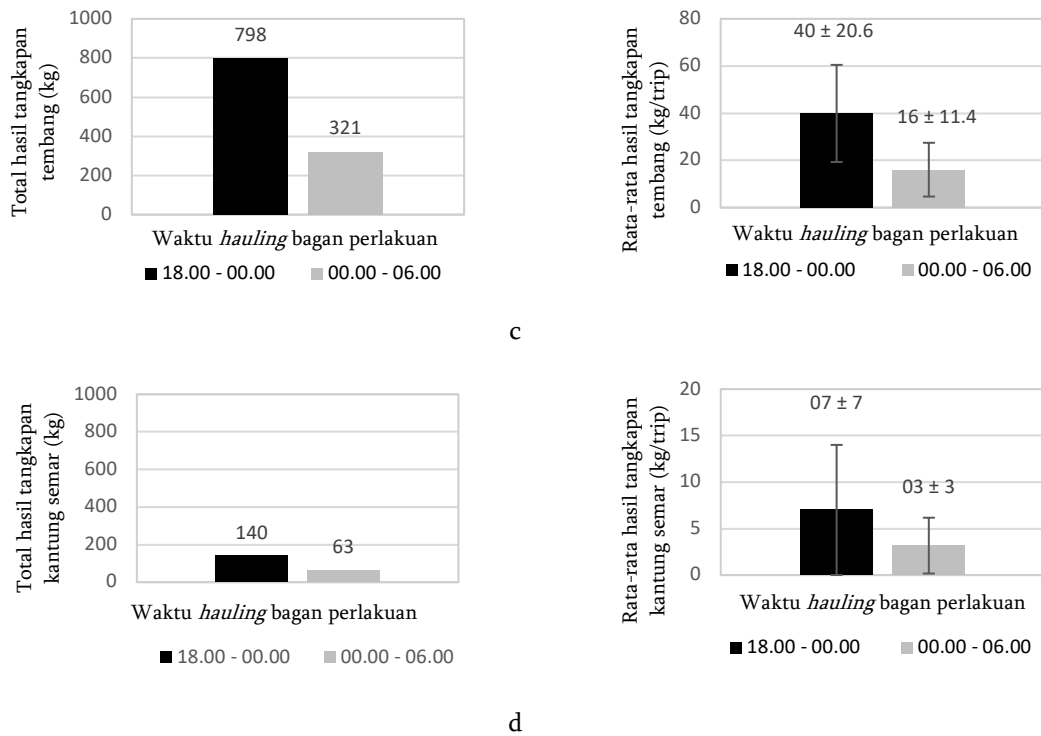 Total hasil tangkapan
tembang (kg)
1000
800
600
400
200
0
798
321
Waktu hauling bagan perlakuan
18.00 - 00.00 00.00 - 06.00
Rata-rata hasil tangkapan
tembang (kg/trip)
80
60
40
20
0
40 ± 20.6
16 ± 11.4
Waktu hauling bagan perlakuan
18.00 - 00.00 00.00 - 06.00
c
Total hasil tangkapan
kantung semar (kg)
1000
800
600
400
200
0
140
63
Waktu hauling bagan perlakuan
18.00 - 00.00 00.00 - 06.00
Rata-rata hasil tangkapan
kantung semar (kg/trip)
20
15
10
5
0
07 ± 7
03 ± 3
Waktu hauling bagan perlakuan
18.00 - 00.00 00.00 - 06.00
d